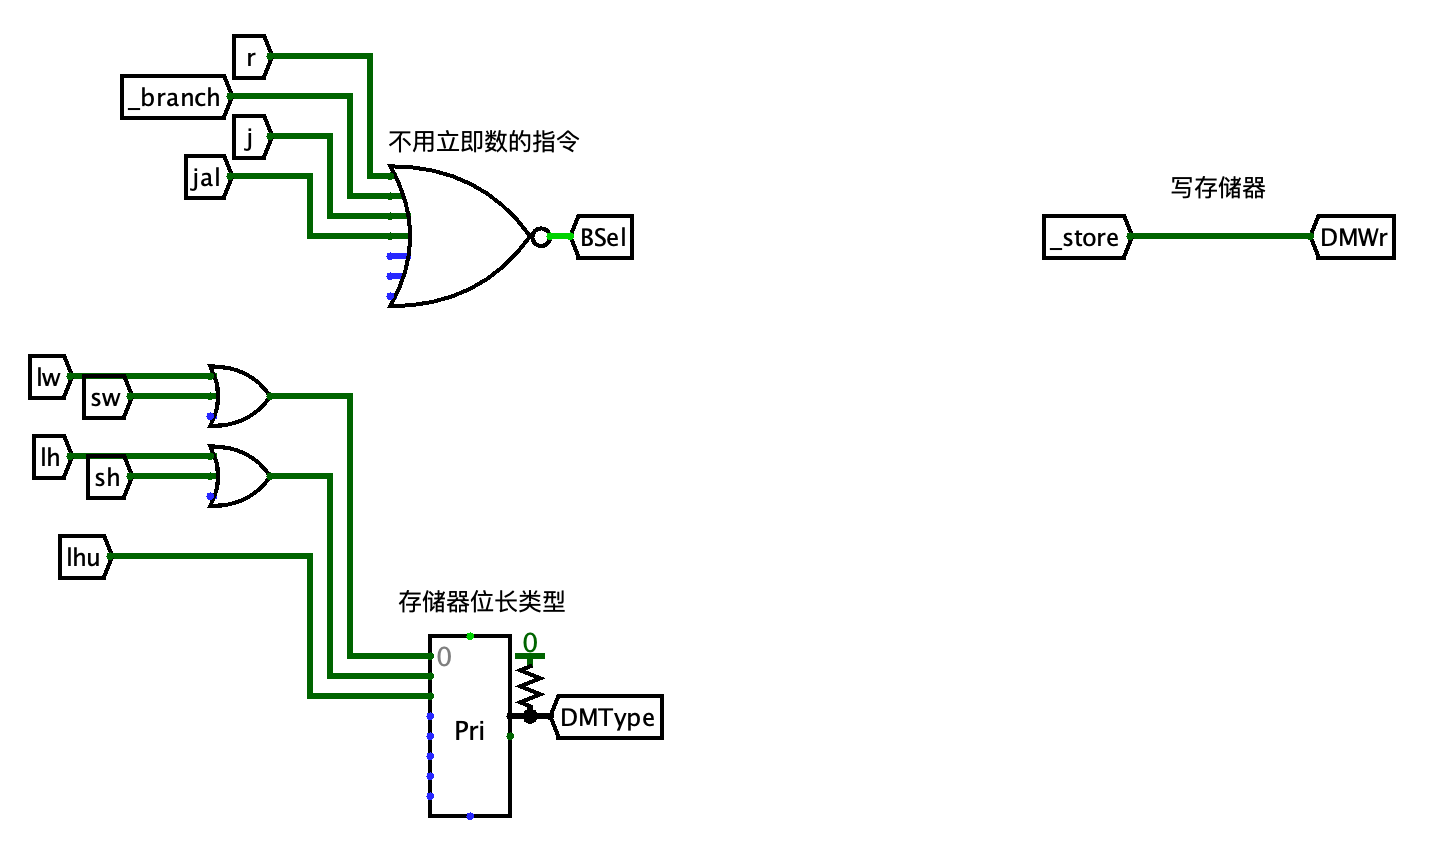 r
_branch
j
不用立即数的指令
jal
写存储器
BSel
_store
DMWr
lw
sw
lh
sh
lhu
存储器位长类型
0
0
DMType
Pri